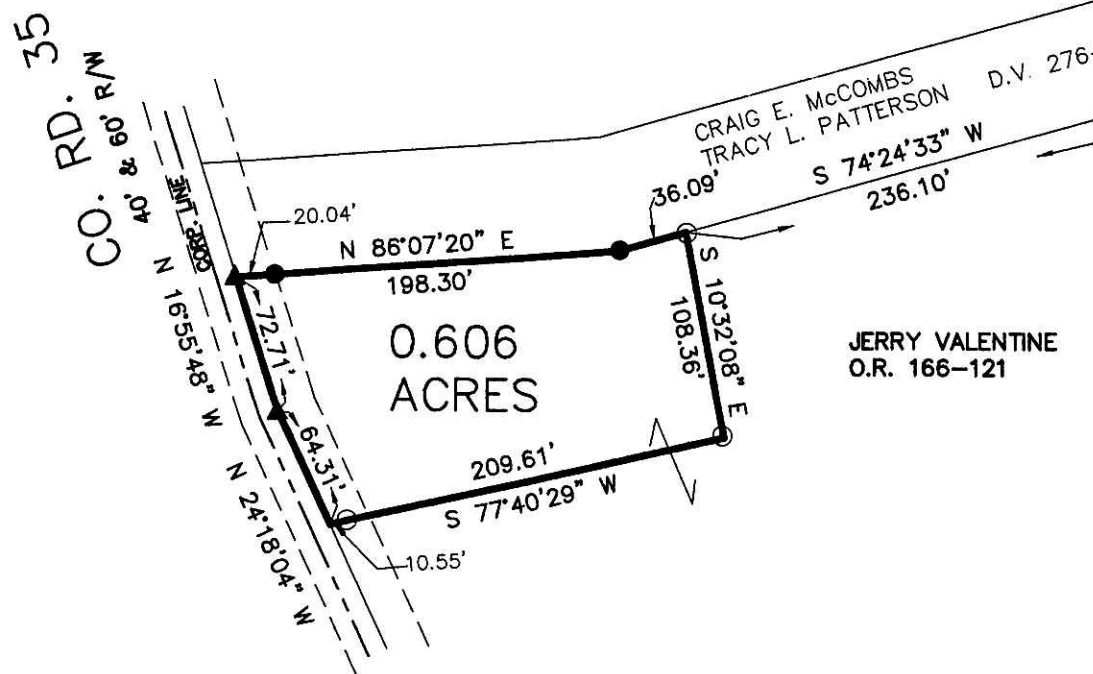 CO. RD. 35
40' & 60' R/W
CORP. LINE
N 16°55'48" W
N 24°18'04" W
20.04'
N 86°07'20" E
198.30'
72.71'
64.31'
0.606
ACRES
209.61'
S 77°40'29" W
10.55'
36.09'
CRAIG E. McCOMBS
TRACY L. PATTERSON D.V. 276-
S 74°24'33" W
236.10'
S 10°32'08" E
108.36'
JERRY VALENTINE
O.R. 166-121